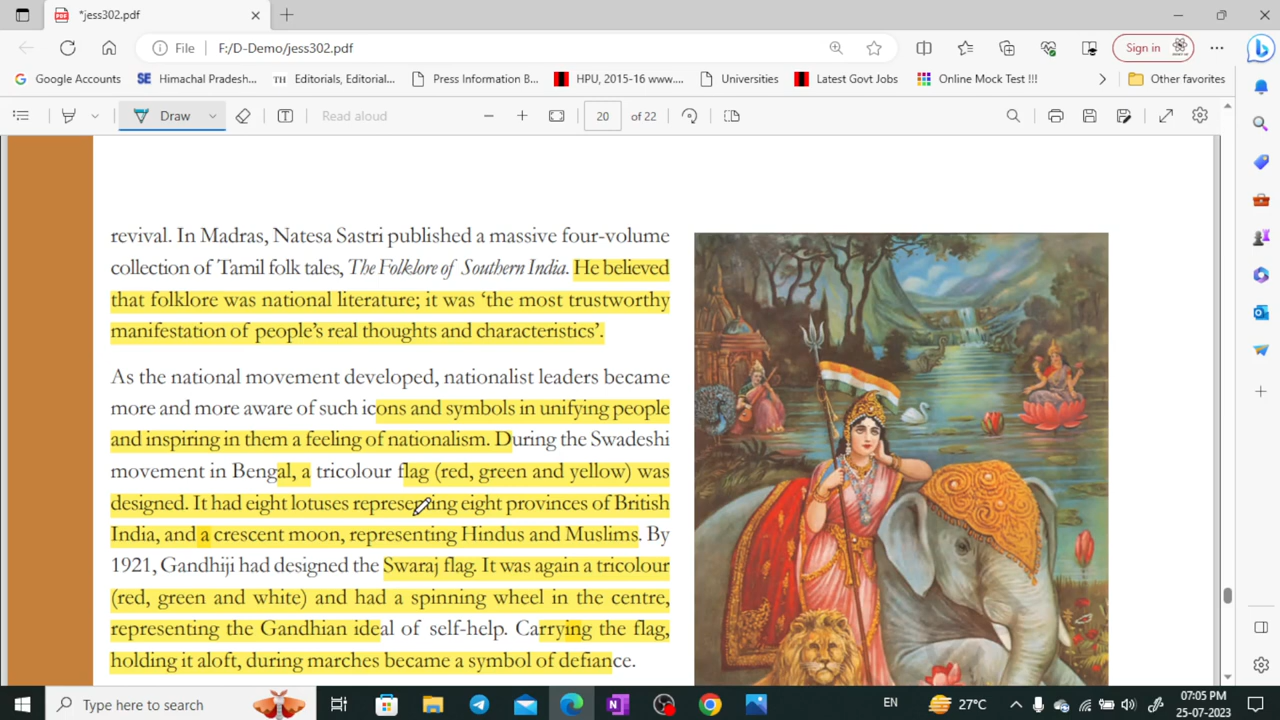 *jess302.pdf
File F:/D-Demo/jess302.pdf Sign in
Google Accounts SE Himachal Pradesh... TH Editorials, Editorial... Press Information B... HPU, 2015-16 www.... Universities Latest Govt Jobs Online Mock Test !!! Other favorites
Draw Read aloud 20 of 22
revival. In Madras, Natesa Sastri published a massive four-volume
collection of Tamil folk tales, The Folklore of Southern India. He believed
that folklore was national literature; it was ‘the most trustworthy
manifestation of people’s real thoughts and characteristics’.
As the national movement developed, nationalist leaders became
more and more aware of such icons and symbols in unifying people
and inspiring in them a feeling of nationalism. During the Swadeshi
movement in Bengal, a tricolour flag (red, green and yellow) was
designed. It had eight lotuses representing eight provinces of British
India, and a crescent moon, representing Hindus and Muslims. By
1921, Gandhiji had designed the Swaraj flag. It was again a tricolour
(red, green and white) and had a spinning wheel in the centre,
representing the Gandhian ideal of self-help. Carrying the flag,
holding it aloft, during marches became a symbol of defiance.
Type here to search 27°C EN 07:05 PM
25-07-2023